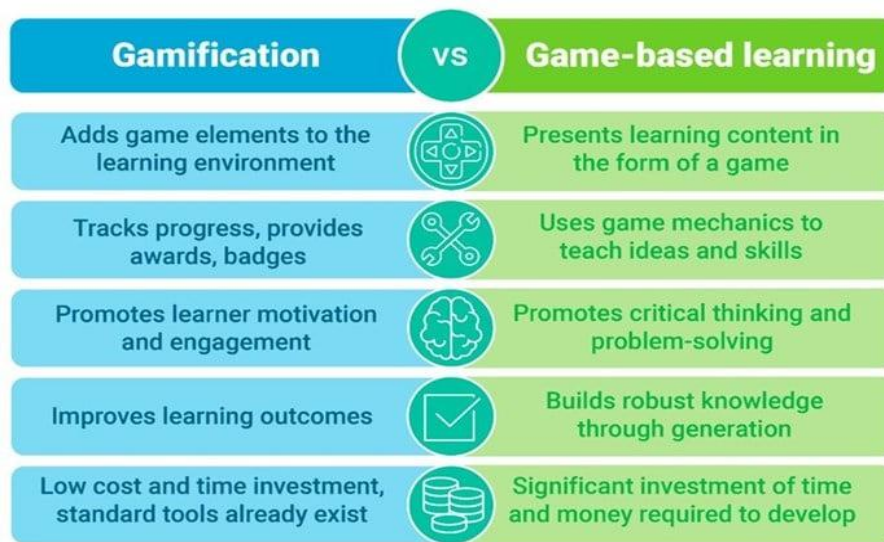 Gamification
vs
Game-based learning
Adds game elements to the
learning environment
Presents learning content in
the form of a game
Tracks progress, provides
awards, badges
Uses game mechanics to
teach ideas and skills
Promotes learner motivation
and engagement
Promotes critical thinking and
problem-solving
Improves learning outcomes
Builds robust knowledge
through generation
Low cost and time investment,
standard tools already exist
Significant investment of time
and money required to develop